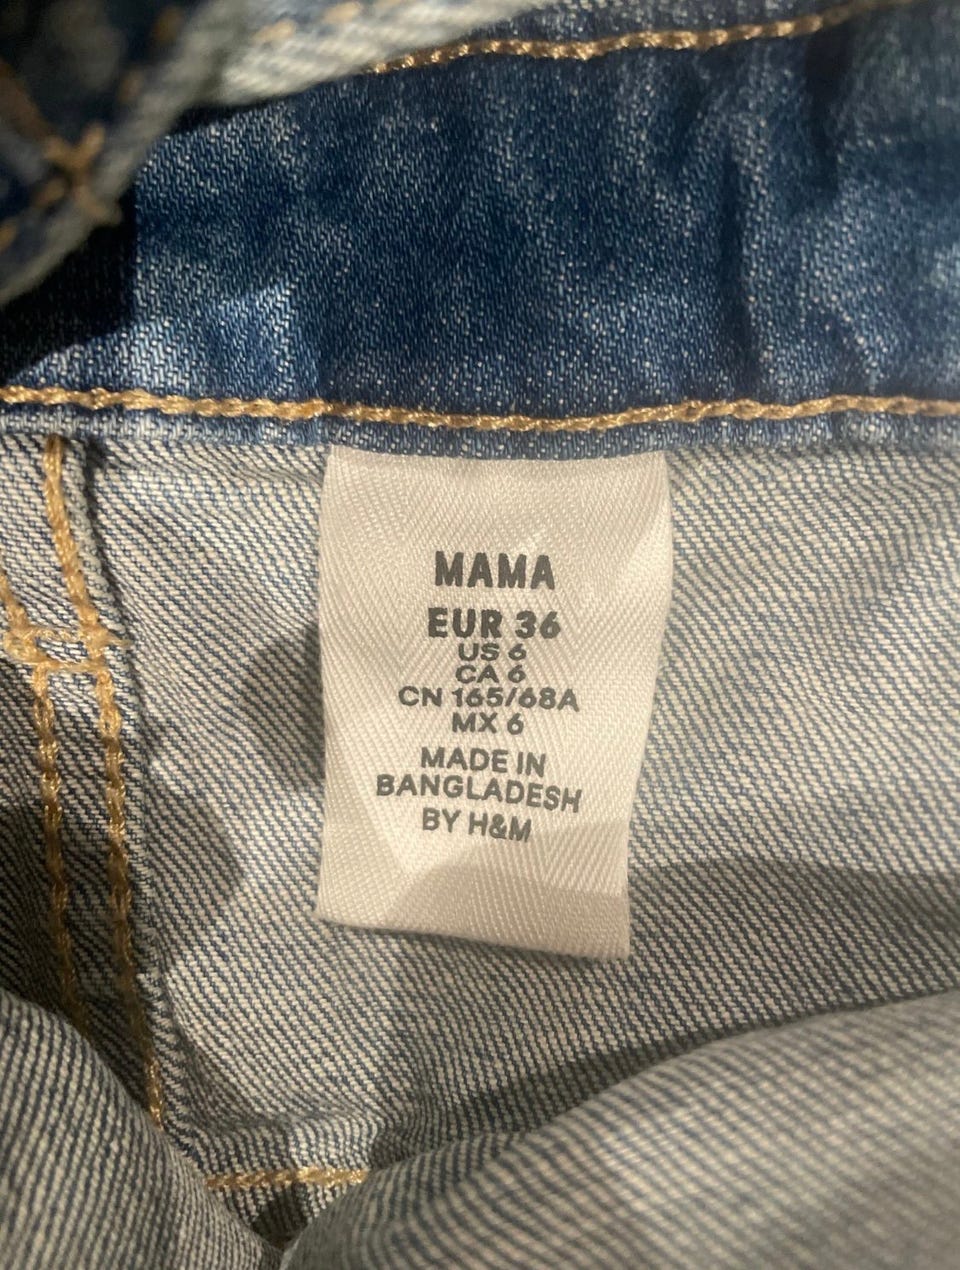 MAMA
EUR 36
US 6
CA 6
CN 165/68A
MX 6
MADE IN
BANGLADESH
BY H&M